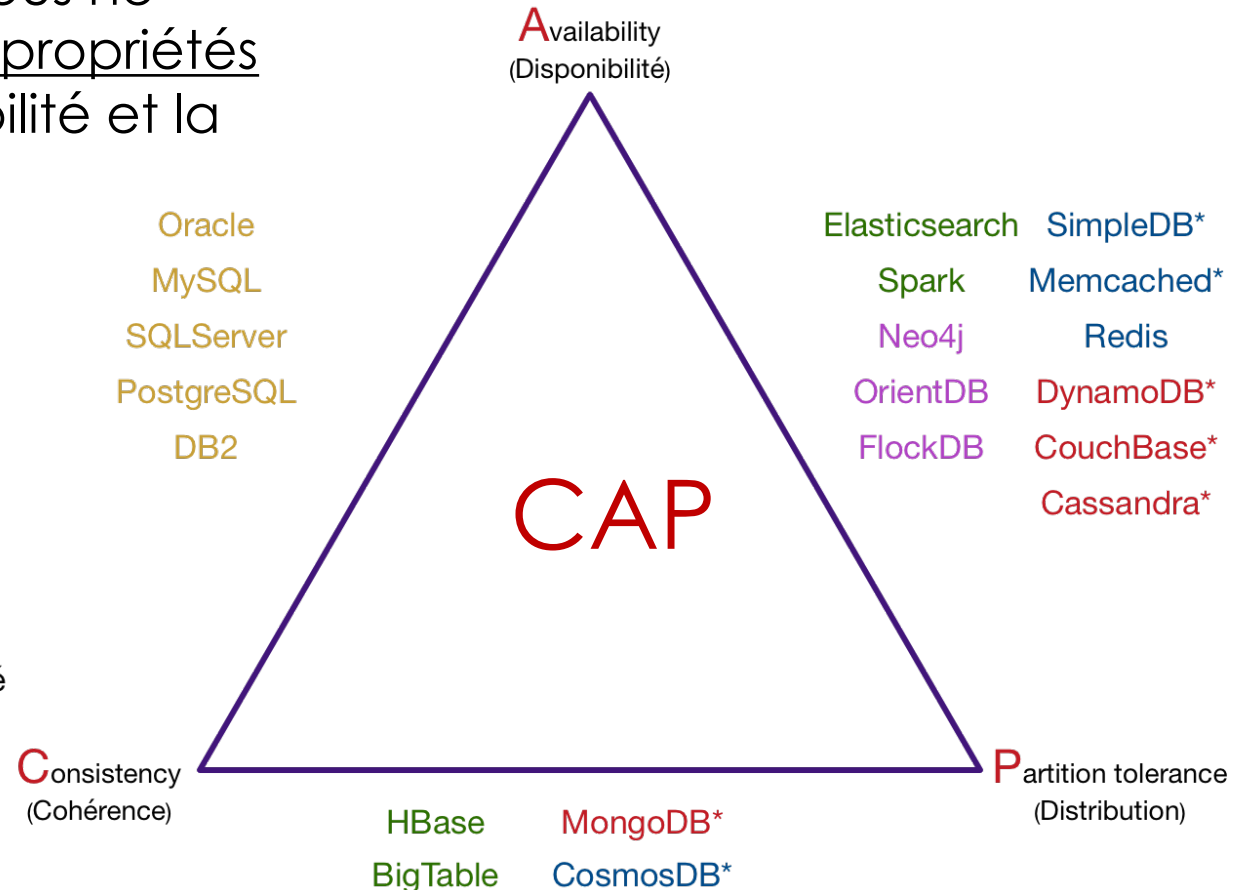 propriétés
bilité et la
Availability
(Disponibilité)
Oracle
MySQL
SQLServer
PostgreSQL
DB2
Elasticsearch SimpleDB*
Spark Memcached*
Neo4j Redis
OrientDB DynamoDB*
FlockDB CouchBase*
Cassandra*
CAP
é
Consistency
(Cohérence)
Partition tolerance
(Distribution)
HBase MongoDB*
BigTable CosmosDB*